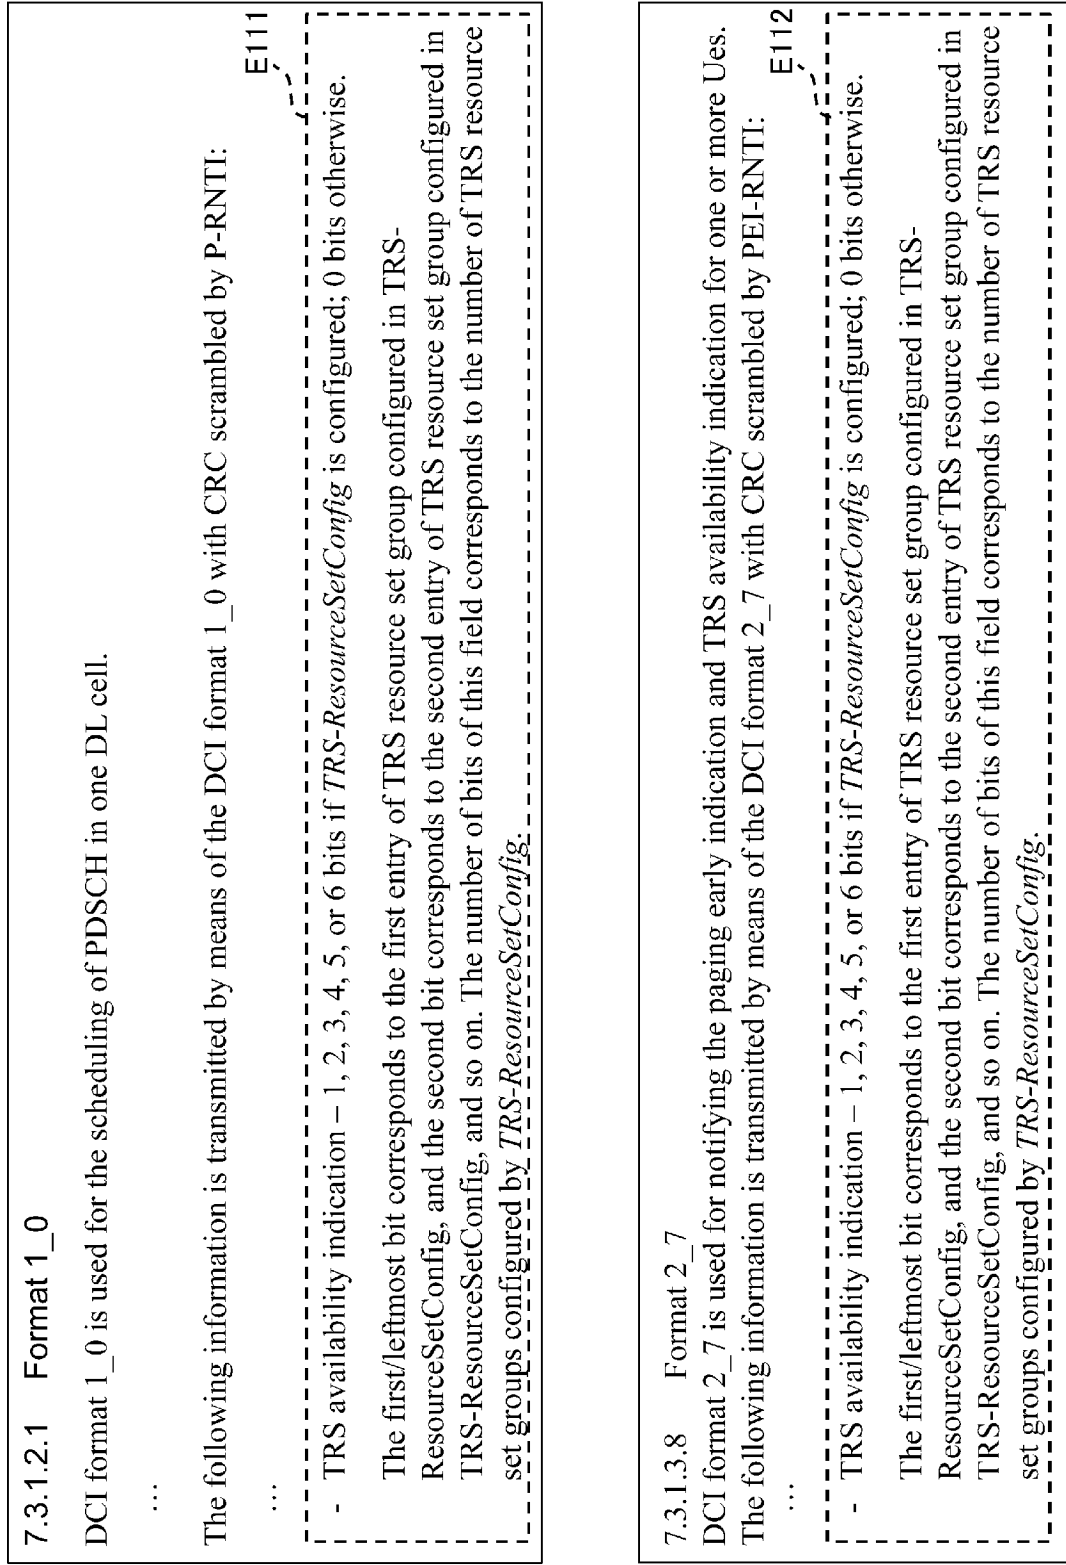 7.3.1.2.1 Format 1_0
DCI format 1_0 is used for the scheduling of PDSCH in one DL cell.
…
The following information is transmitted by means of the DCI format 1_0 with CRC scrambled by P-RNTI:
…
E111
- TRS availability indication – 1, 2, 3, 4, 5, or 6 bits if TRS-ResourceSetConfig is configured; 0 bits otherwise.
The first/leftmost bit corresponds to the first entry of TRS resource set group configured in TRS-
ResourceSetConfig, and the second bit corresponds to the second entry of TRS resource set group configured in
TRS-ResourceSetConfig, and so on. The number of bits of this field corresponds to the number of TRS resource
set groups configured by TRS-ResourceSetConfig.
7.3.1.3.8 Format 2_7
DCI format 2_7 is used for notifying the paging early indication and TRS availability indication for one or more Ues.
The following information is transmitted by means of the DCI format 2_7 with CRC scrambled by PEI-RNTI:
…
E112
- TRS availability indication – 1, 2, 3, 4, 5, or 6 bits if TRS-ResourceSetConfig is configured; 0 bits otherwise.
The first/leftmost bit corresponds to the first entry of TRS resource set group configured in TRS-
ResourceSetConfig, and the second bit corresponds to the second entry of TRS resource set group configured in
TRS-ResourceSetConfig, and so on. The number of bits of this field corresponds to the number of TRS resource
set groups configured by TRS-ResourceSetConfig.